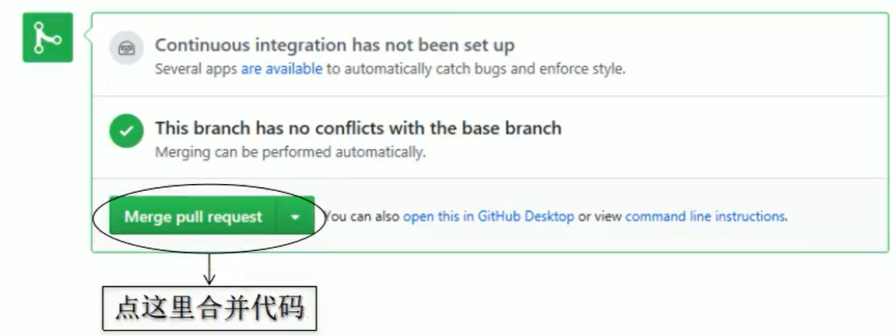 Continuous integration has not been set up
Several apps are available to automatically catch bugs and enforce style.
This branch has no conflicts with the base branch
Merging can be performed automatically.
Merge pull request You can also open this in GitHub Desktop or view command line instructions.
点这里合并代码